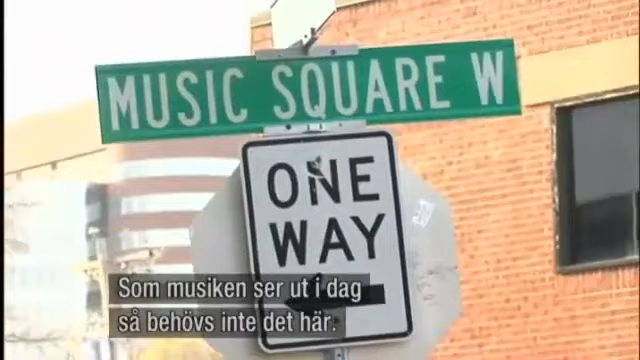 MUSIC SQUARE W
ONE
WAY
Som musiken ser ut i dag
så behövs inte det här.